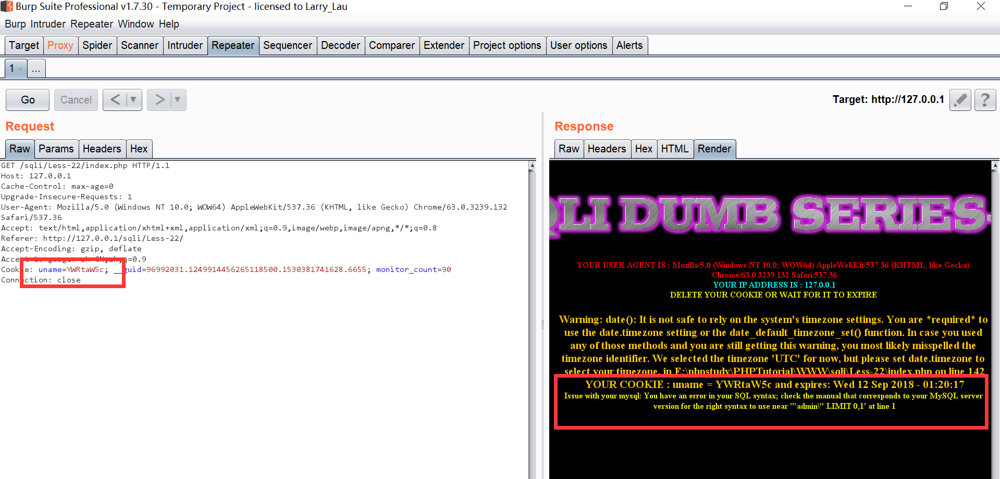 Burp Suite Professional v1.7.30 - Temporary Project - licensed to Larry_Lau
Burp Intruder Repeater Window Help
Target Proxy Spider Scanner Intruder Repeater Sequencer Decoder Comparer Extender Project options User options Alerts
1 × ...
Go Cancel < ▼ > ▼ Target: http://127.0.0.1 ?
Request
Raw Params Headers Hex
GET /sqli/Less-22/index.php HTTP/1.1
Host: 127.0.0.1
Cache-Control: max-age=0
Upgrade-Insecure-Requests: 1
User-Agent: Mozilla/5.0 (Windows NT 10.0; WOW64) AppleWebKit/537.36 (KHTML, like Gecko) Chrome/63.0.3239.132
Safari/537.36
Accept: text/html,application/xhtml+xml,application/xml;q=0.9,image/webp,image/apng,*/*;q=0.8
Referer: http://127.0.0.1/sqli/Less-22/
Accept-Encoding: gzip, deflate
Accept-Language: zh-CN,zh;q=0.9
Cookie: uname=YWRtaW5c; __guid=96992031.1249914456265118500.1530381741628.6655; monitor_count=90
Connection: close
Response
Raw Headers Hex HTML Render
QLI DUMB SERIES-
YOUR USER AGENT IS : Mozilla/5.0 (Windows NT 10.0; WOW64) AppleWebKit/537.36 (KHTML, like Gecko)
Chrome/63.0.3239.132 Safari/537.36
YOUR IP ADDRESS IS : 127.0.0.1
DELETE YOUR COOKIE OR WAIT FOR IT TO EXPIRE
Warning: date(): It is not safe to rely on the system's timezone settings. You are *required* to
use the date.timezone setting or the date_default_timezone_set() function. In case you used
any of those methods and you are still getting this warning, you most likely misspelled the
timezone identifier. We selected the timezone 'UTC' for now, but please set date.timezone to
select your timezone. in E:\phpstudy\PHPTutorial\WWW\sqli\Less-22\index.php on line 142
YOUR COOKIE : uname = YWRtaW5c and expires: Wed 12 Sep 2018 - 01:20:17
Issue with your mysql: You have an error in your SQL syntax; check the manual that corresponds to your MySQL server
version for the right syntax to use near '"admin\" LIMIT 0,1' at line 1